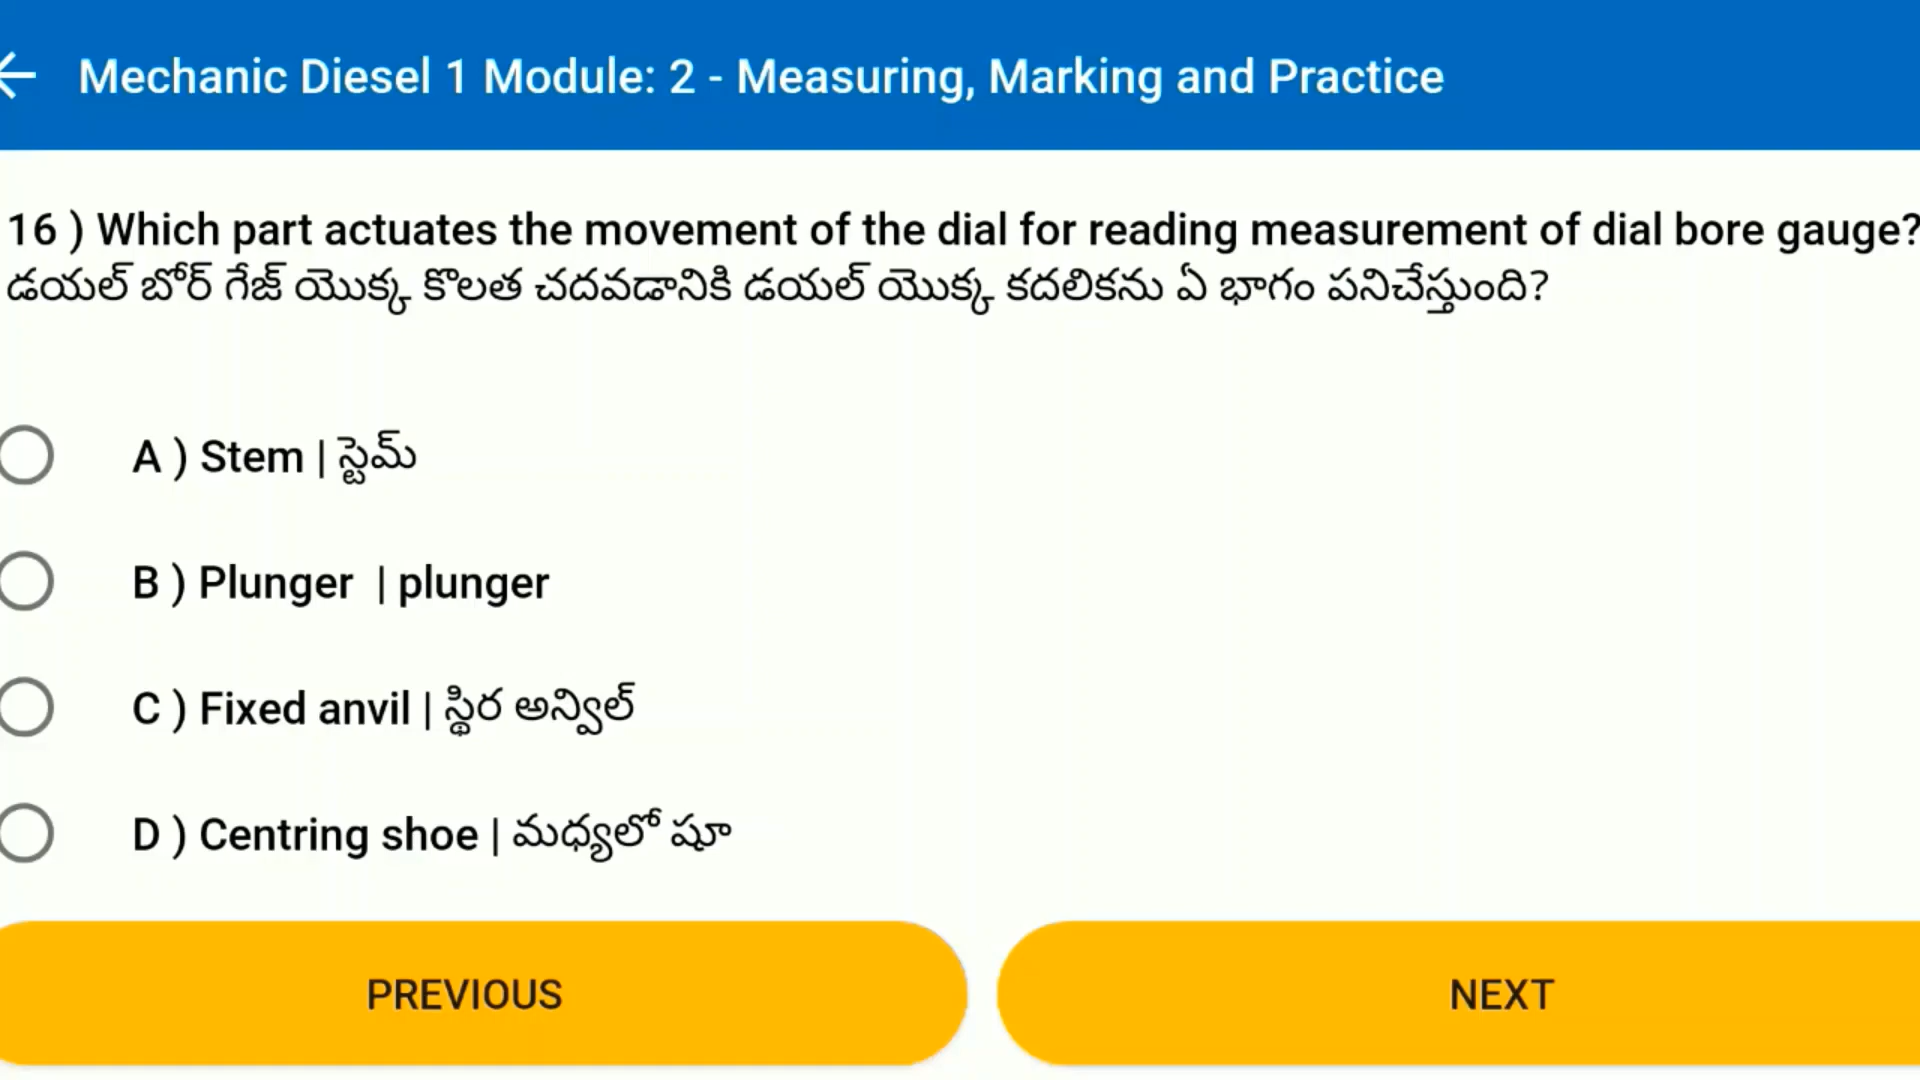 Mechanic Diesel 1 Module: 2 - Measuring, Marking and Practice
16 ) Which part actuates the movement of the dial for reading measurement of dial bore gauge?
డయల్ బోర్ గేజ్ యొక్క కొలత చదవడానికి డయల్ యొక్క కదలికను ఏ భాగం పనిచేస్తుంది?
A ) Stem | స్టెమ్
B ) Plunger | plunger
C ) Fixed anvil | స్థిర అన్విల్
D ) Centring shoe | మధ్యలో షూ
PREVIOUS
NEXT